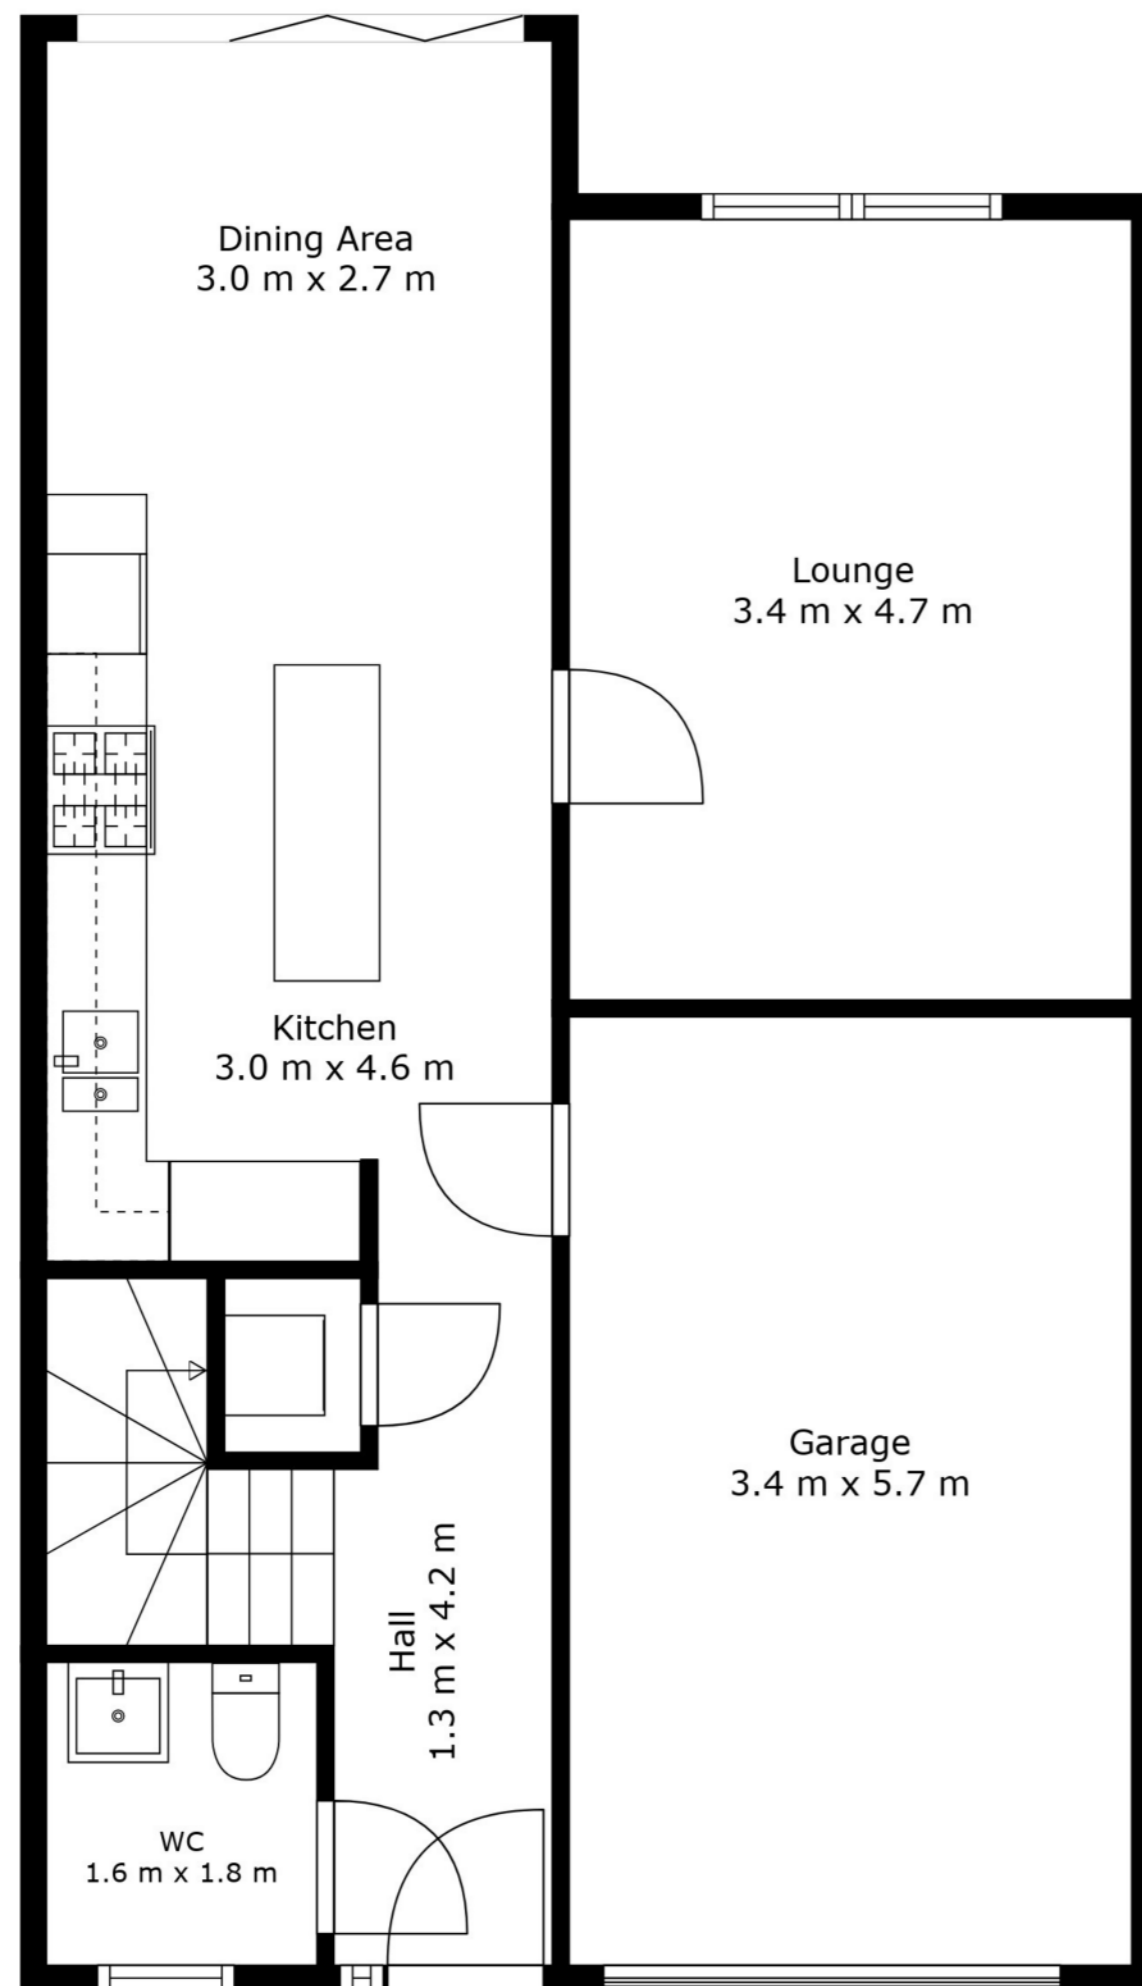 Dining Area
3.0 m x 2.7 m
Lounge
3.4 m x 4.7 m
Kitchen
3.0 m x 4.6 m
Garage
3.4 m x 5.7 m
Hall
1.3 m x 4.2 m
WC
1.6 m x 1.8 m